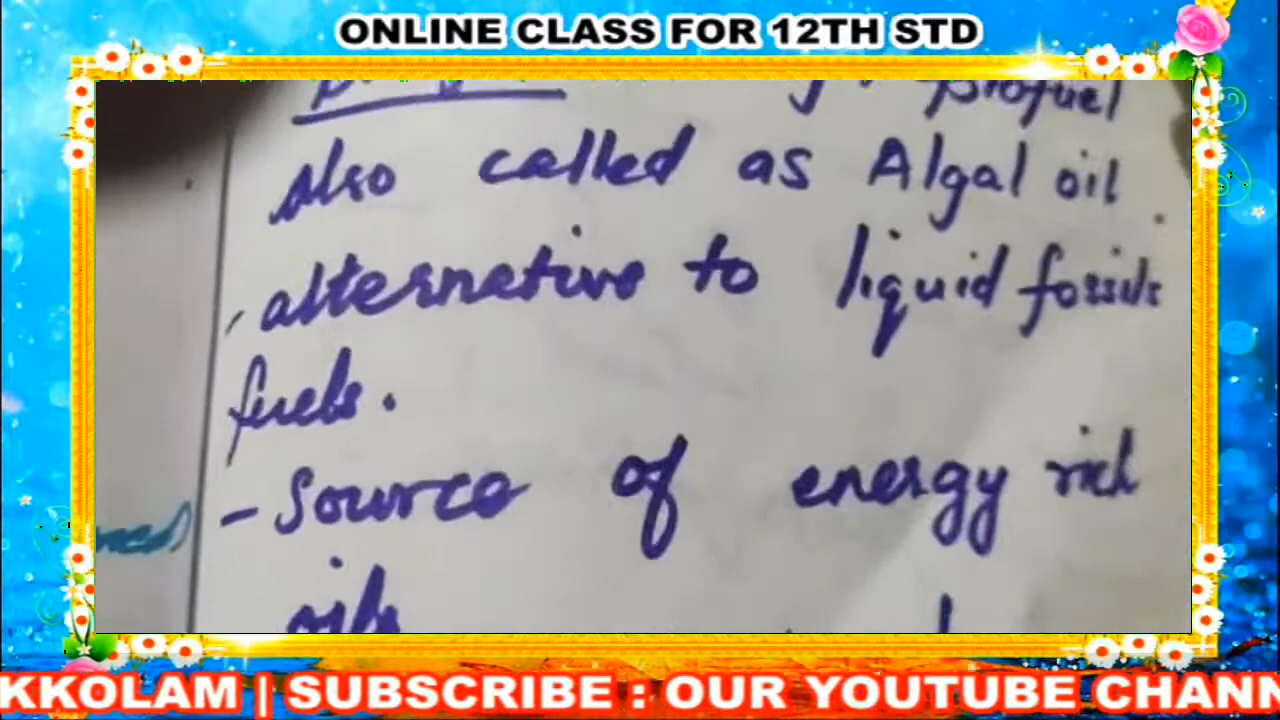 ONLINE CLASS FOR 12TH STD
biofuel
also called as Algal oil
alternative to liquid fossils
fuels.
- Source of energy rich
oils
KKOLAM | SUBSCRIBE : OUR YOUTUBE CHANN